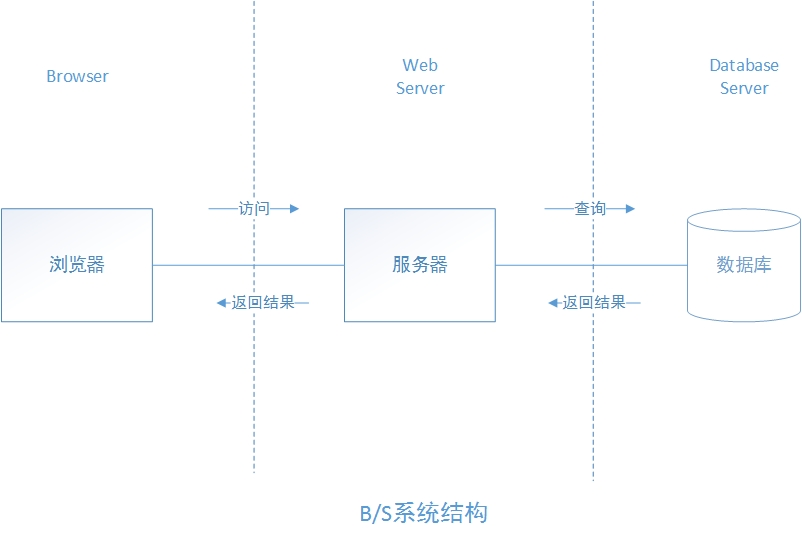 Browser
Web
Server
Database
Server
访问
查询
浏览器
服务器
数据库
返回结果
返回结果
B/S系统结构